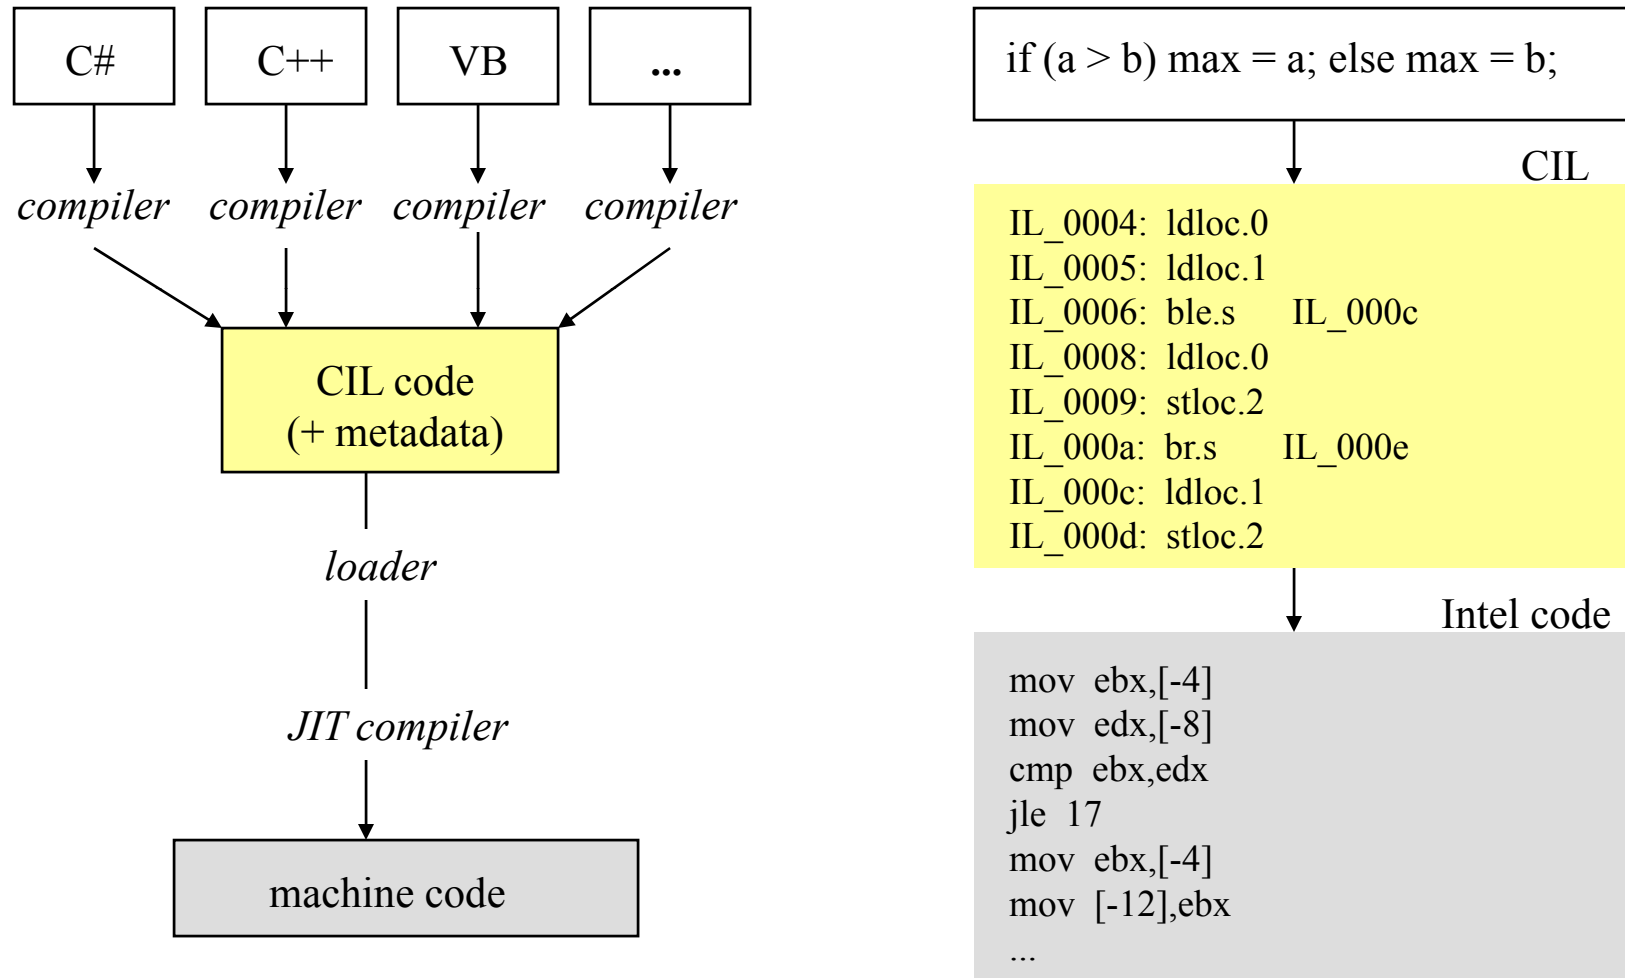 C# C++ VB ...
compiler compiler compiler compiler
CIL code
(+ metadata)
loader
JIT compiler
machine code
if (a > b) max = a; else max = b;
CIL
IL_0004: ldloc.0
IL_0005: ldloc.1
IL_0006: ble.s IL_000c
IL_0008: ldloc.0
IL_0009: stloc.2
IL_000a: br.s IL_000e
IL_000c: ldloc.1
IL_000d: stloc.2
Intel code
mov ebx,[-4]
mov edx,[-8]
cmp ebx,edx
jle 17
mov ebx,[-4]
mov [-12],ebx
...